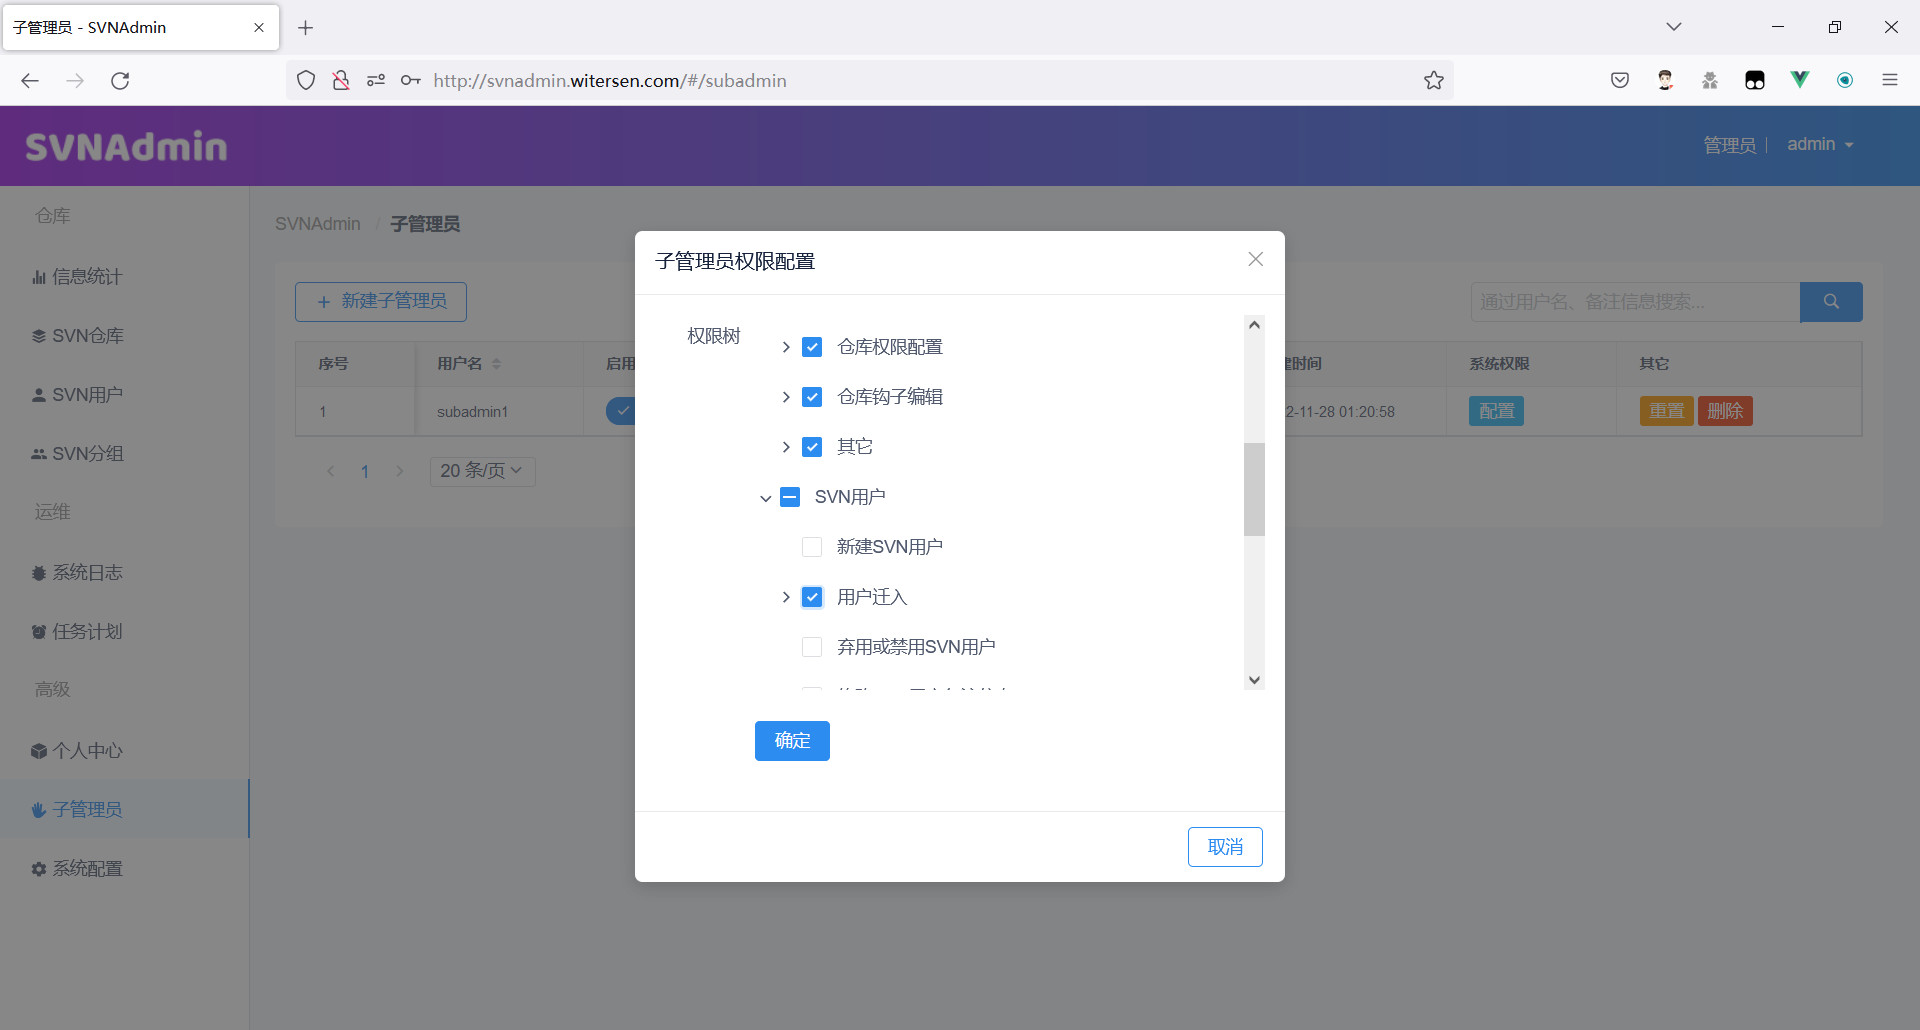 子管理员 - SVNAdmin
http://svnadmin.witersen.com/#/subadmin
SVNAdmin
管理员
admin
仓库
信息统计
SVN仓库
SVN用户
SVN分组
运维
系统日志
任务计划
高级
个人中心
子管理员
系统配置
SVNAdmin / 子管理员
新建子管理员
通过用户名、备注信息搜索...
序号 用户名 启用 建时间 系统权限 其它
1 subadmin1 2-11-28 01:20:58 配置 重置 删除
1 20 条/页
子管理员权限配置
权限树
仓库权限配置
仓库钩子编辑
其它
SVN用户
新建SVN用户
用户迁入
弃用或禁用SVN用户
确定
取消